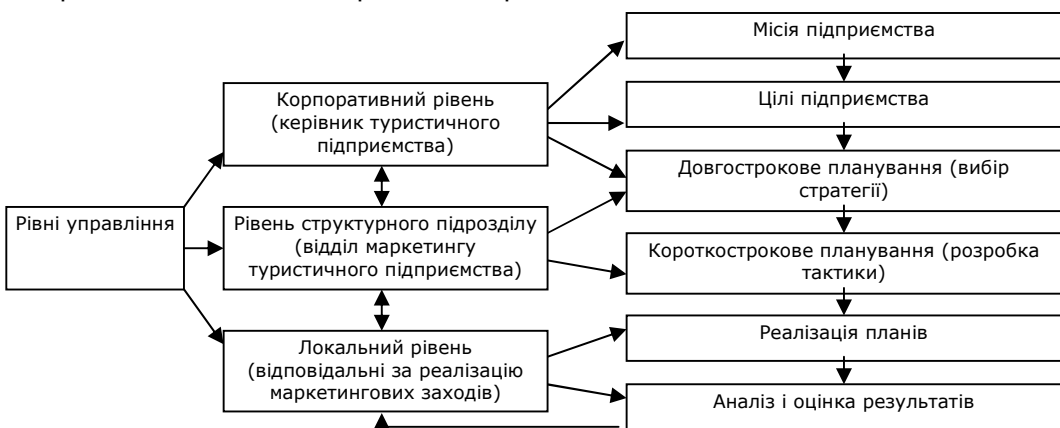 Місія підприємства
Корпоративний рівень
(керівник туристичного
підприємства)
Цілі підприємства
Довгострокове планування (вибір
стратегії)
Рівні управління
Рівень структурного підрозділу
(відділ маркетингу
туристичного підприємства)
Короткострокове планування (розробка
тактики)
Локальний рівень
(відповідальні за реалізацію
маркетингових заходів)
Реалізація планів
Аналіз і оцінка результатів